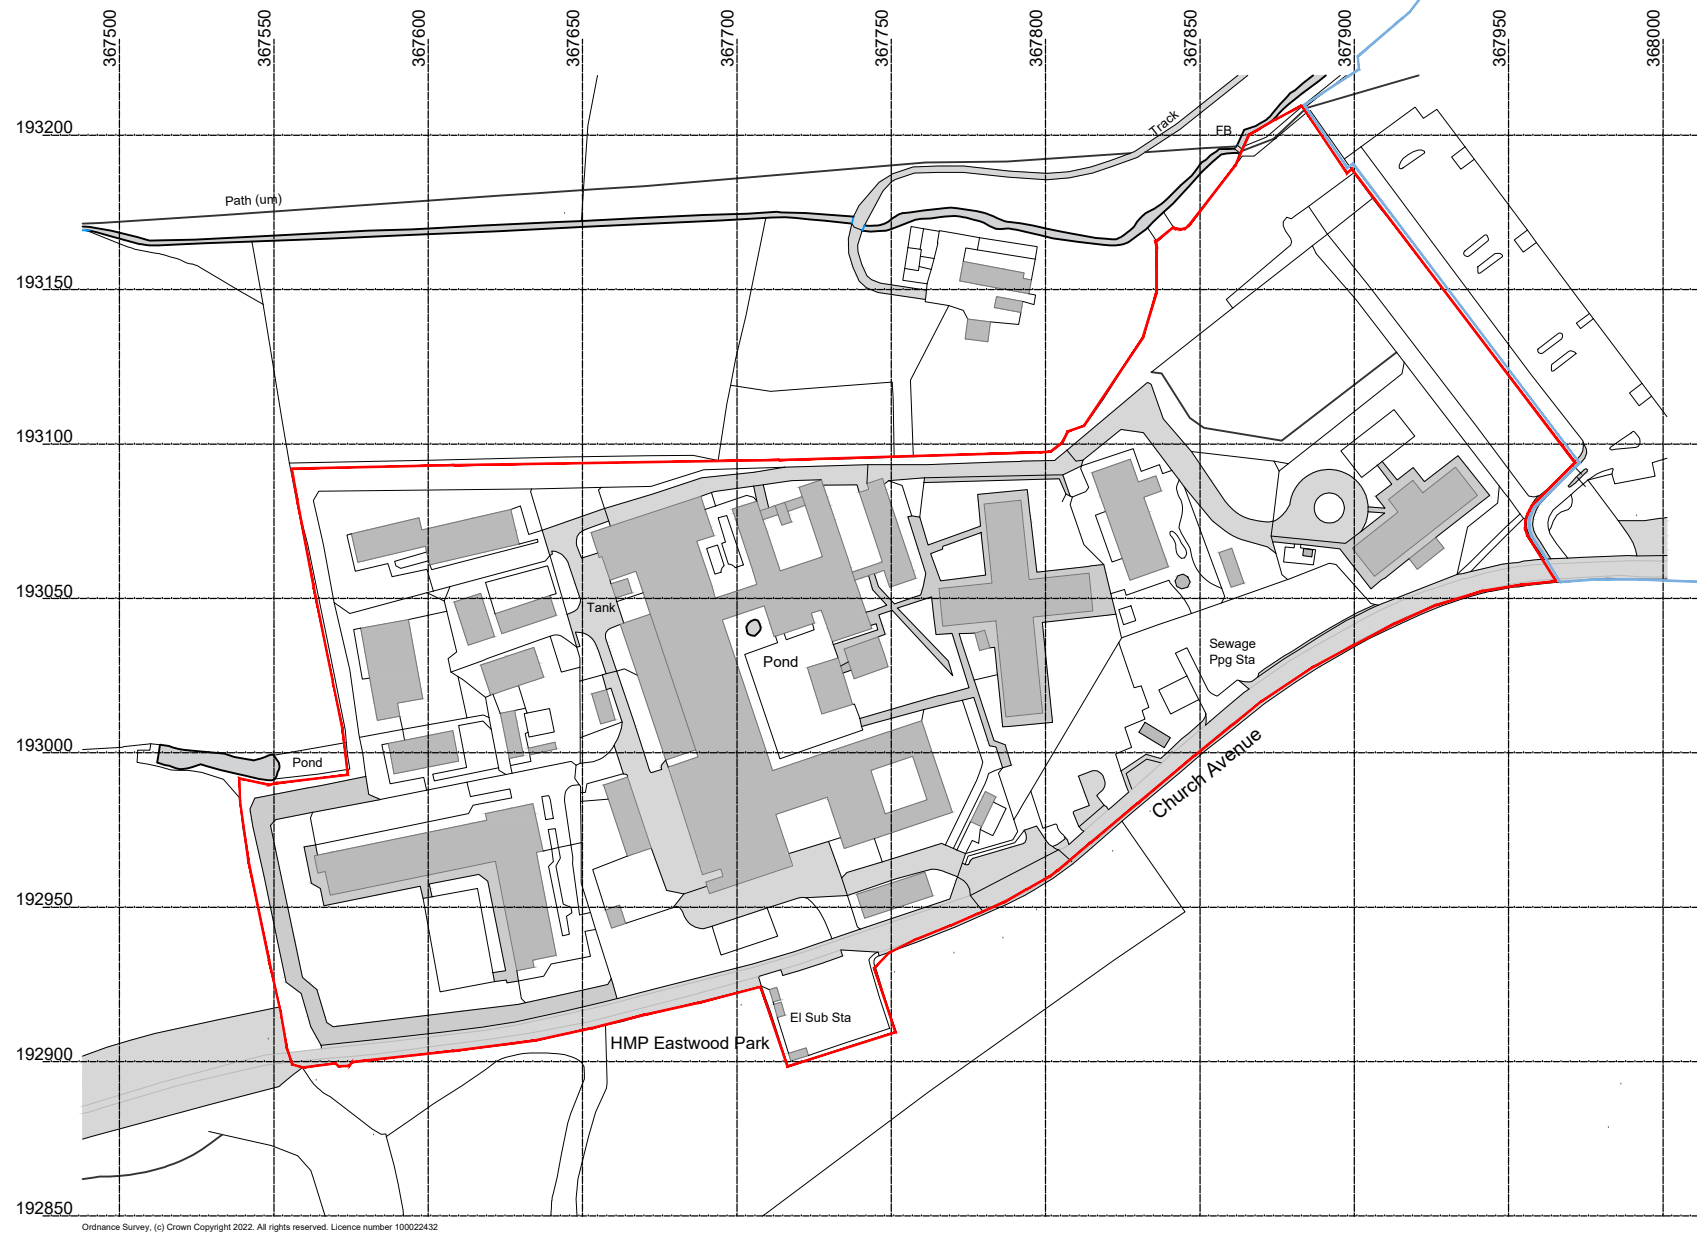 367500
367550
367600
367650
367700
367750
367800
367850
367900
367950
368000
193200
Track
FB
Path (um)
193150
193100
193050
Tank
Pond
Sewage
Ppg Sta
193000
Pond
Church Avenue
192950
El Sub Sta
HMP Eastwood Park
192900
192850
Ordnance Survey, (c) Crown Copyright 2022. All rights reserved. Licence number 100022432